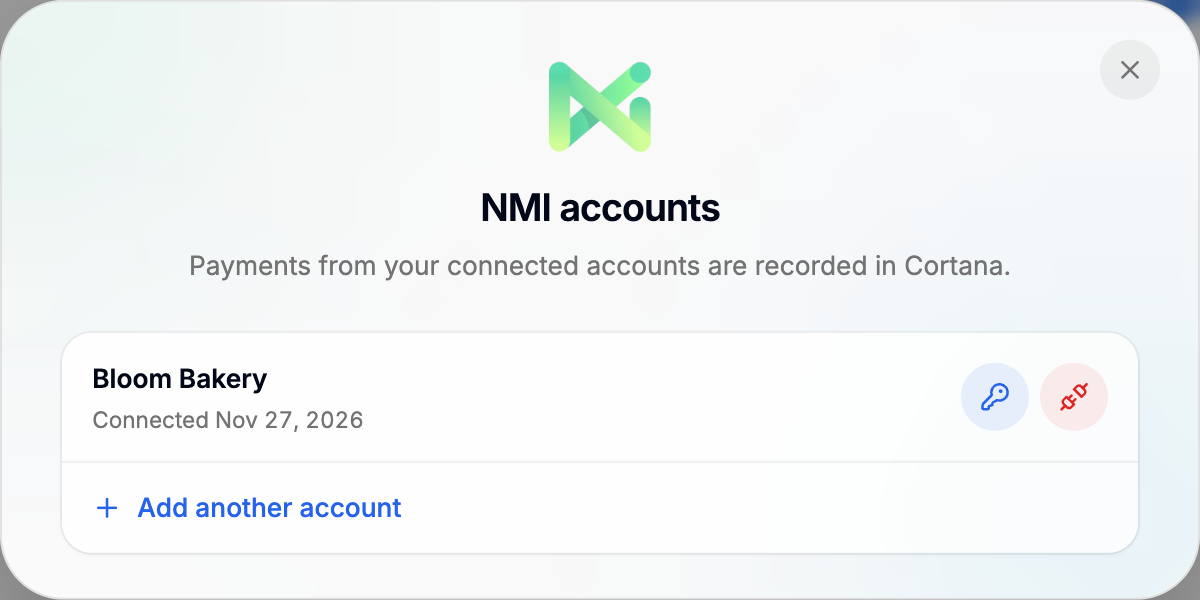 NMI accounts
Payments from your connected accounts are recorded in Cortana.
Bloom Bakery
Connected Nov 27, 2026
Add another account